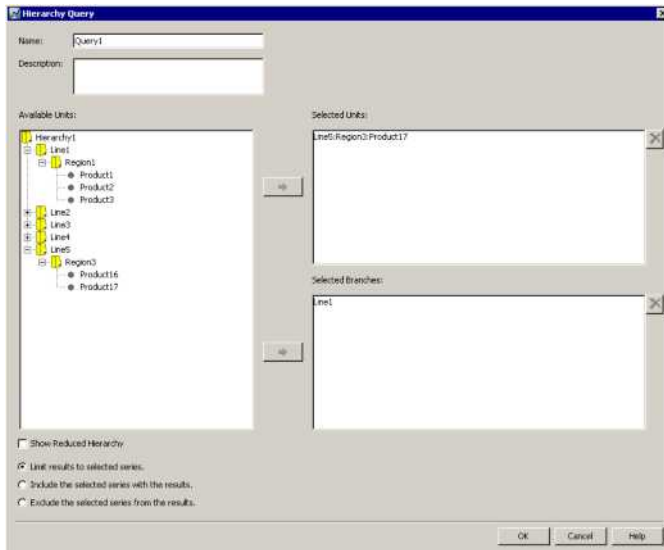 Hierarchy Query
Name:
Query1
Description:
Available Units:
Hierarchy1
Line1
Region1
Product1
Product2
Product3
Line2
Line3
Line4
Line5
Region3
Product16
Product17
Selected Units:
Line5:Region3:Product17
Selected Branches:
Line1
Show Reduced Hierarchy
Limit results to selected series.
Include the selected series with the results.
Exclude the selected series from the results.
OK
Cancel
Help